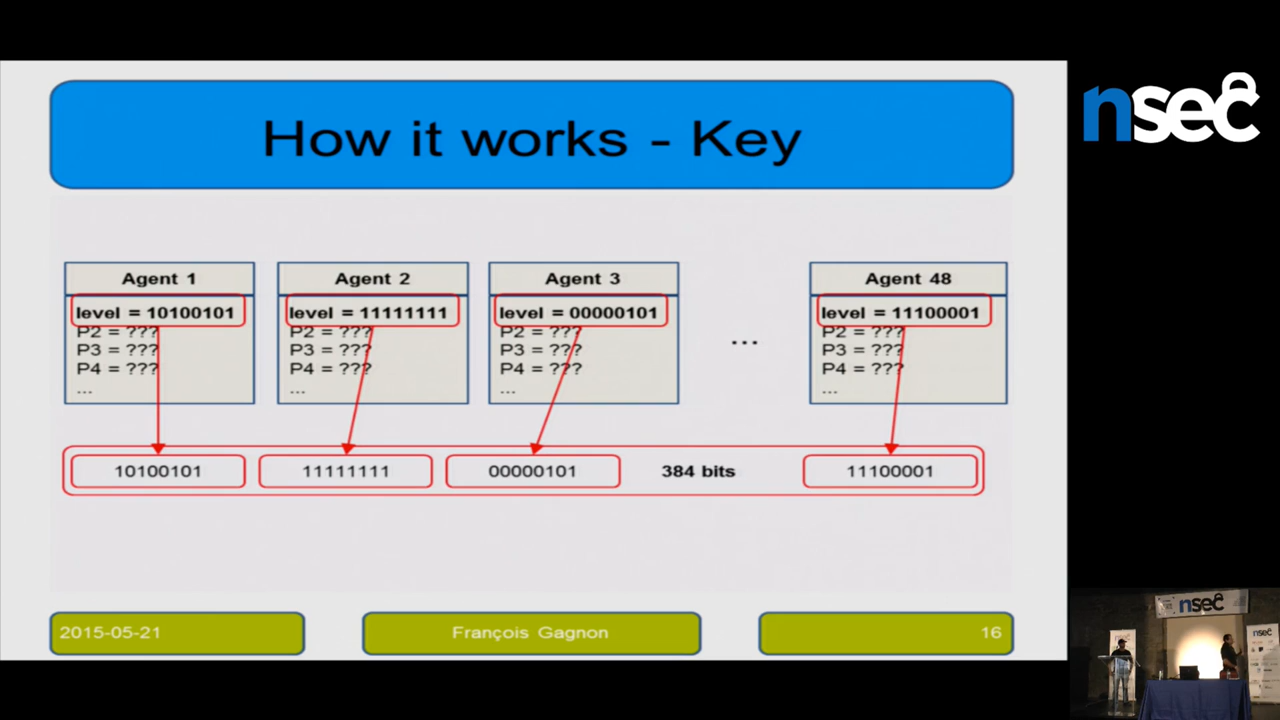 How it works - Key
nsec
Agent 1
level = 10100101
P2 = ???
P3 = ???
P4 = ???
...
Agent 2
level = 11111111
P2 = ???
P3 = ???
P4 = ???
...
Agent 3
level = 00000101
P2 = ???
P3 = ???
P4 = ???
...
...
Agent 48
level = 11100001
P2 = ???
P3 = ???
P4 = ???
...
10100101
11111111
00000101
384 bits
11100001
2015-05-21
François Gagnon
16
nsec
nsec